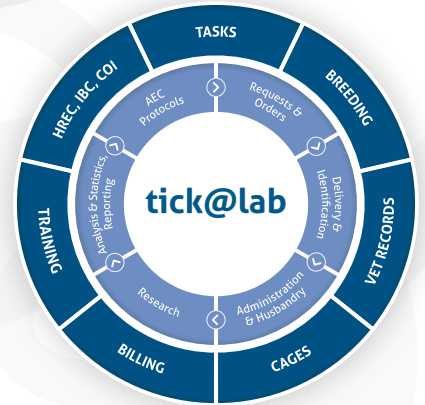 TASKS
BREEDING
VET RECORDS
CAGES
BILLING
TRAINING
HREC, IBC, COI
AEC
Protocols
Requests &
Orders
Delivery &
Identification
Administration
& Husbandry
Research
Analysis & Statistics,
Reporting
tick@lab